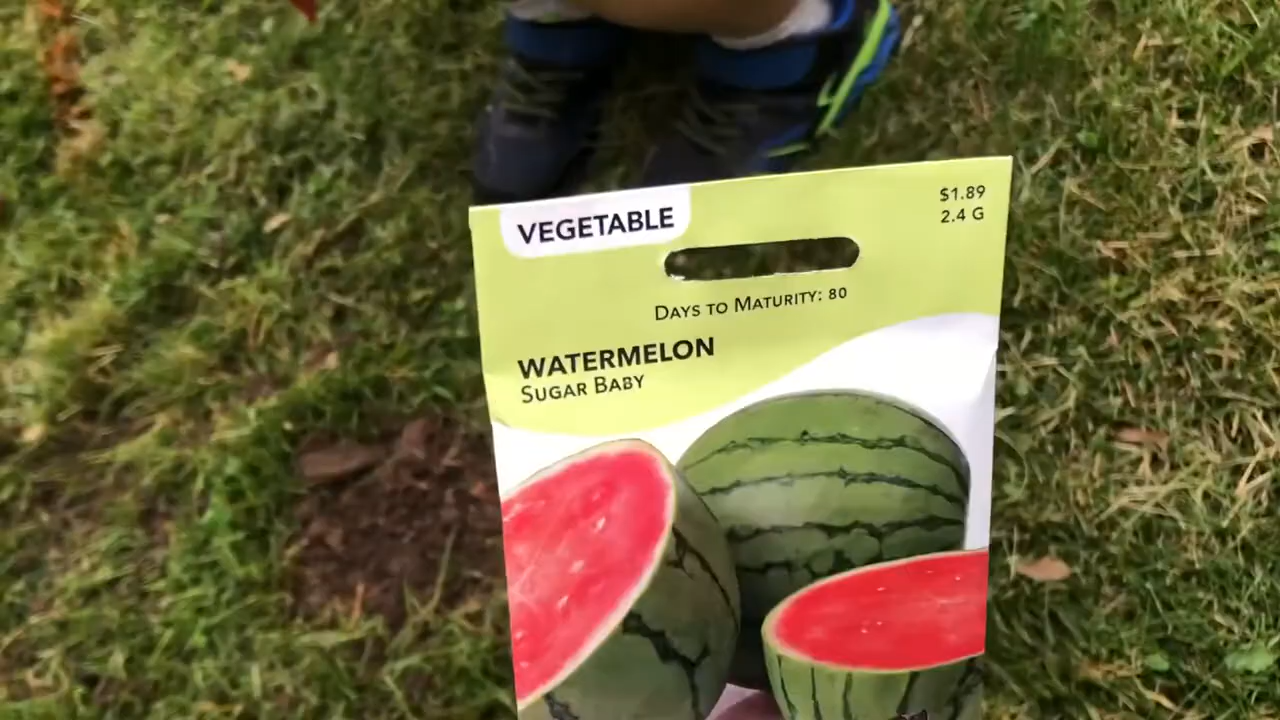 VEGETABLE
$1.89
2.4 G
DAYS TO MATURITY: 80
WATERMELON
SUGAR BABY